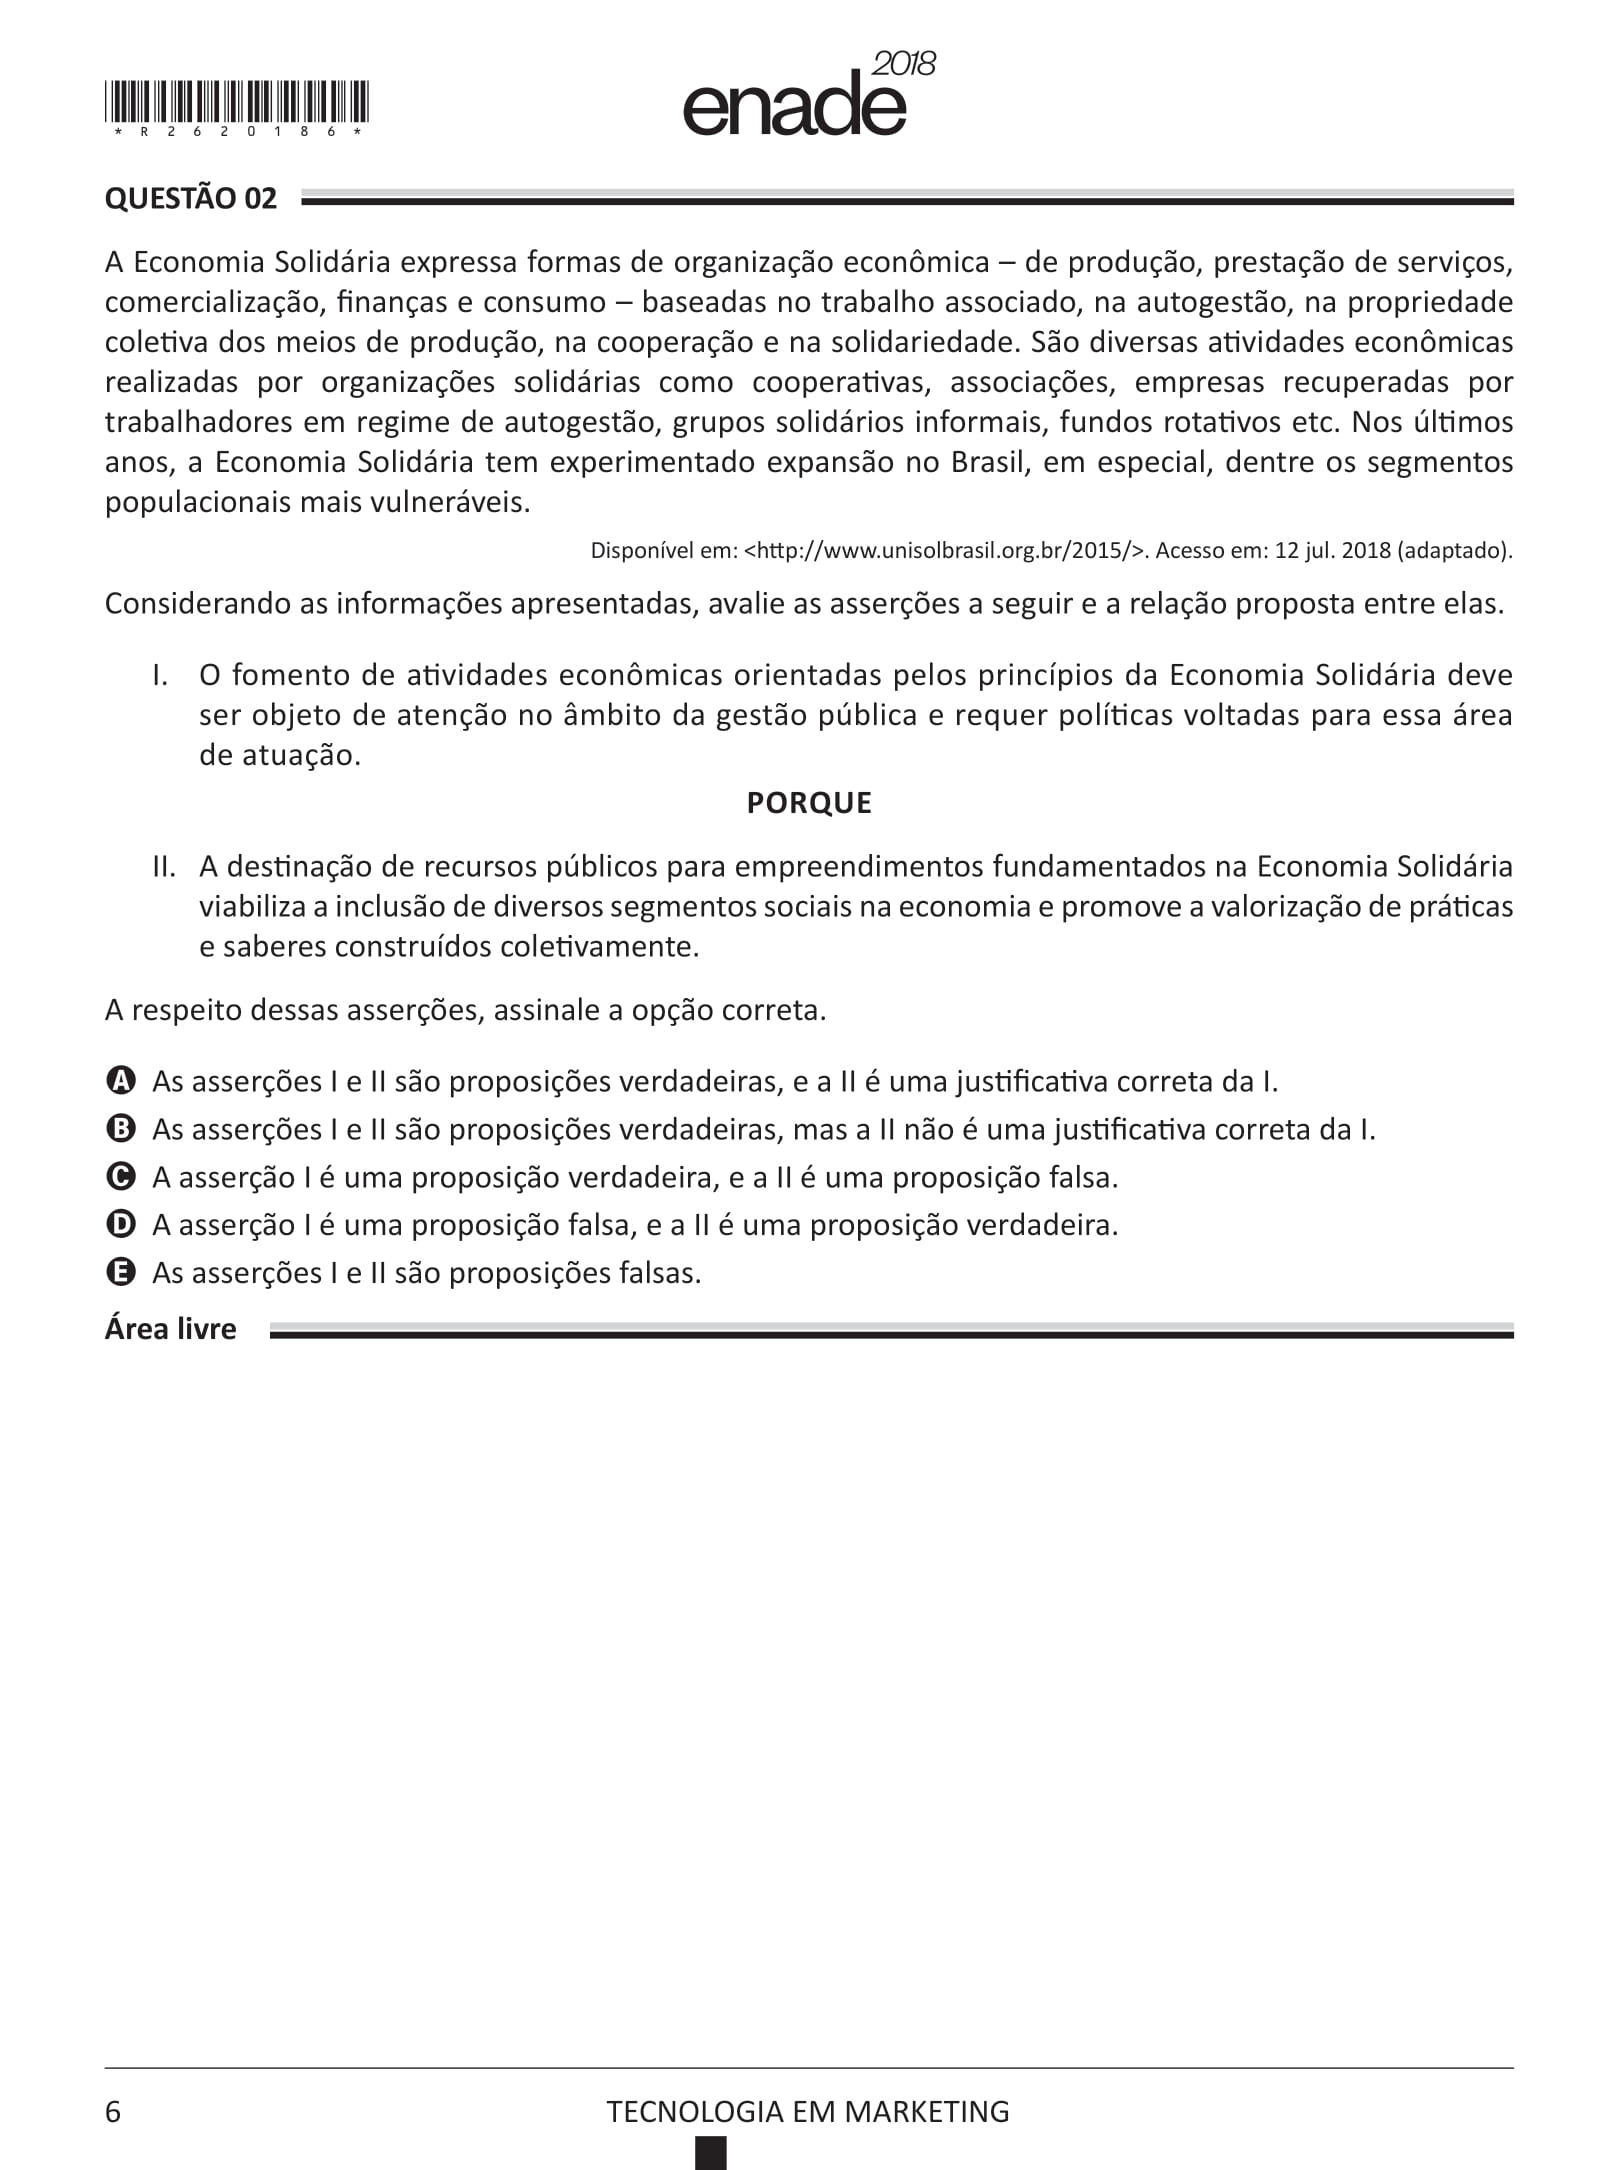 2018
enade
* R 2 6 2 0 1 8 6 *
QUESTÃO 02
A Economia Solidária expressa formas de organização econômica – de produção, prestação de serviços,
comercialização, finanças e consumo – baseadas no trabalho associado, na autogestão, na propriedade
coletiva dos meios de produção, na cooperação e na solidariedade. São diversas atividades econômicas
realizadas por organizações solidárias como cooperativas, associações, empresas recuperadas por
trabalhadores em regime de autogestão, grupos solidários informais, fundos rotativos etc. Nos últimos
anos, a Economia Solidária tem experimentado expansão no Brasil, em especial, dentre os segmentos
populacionais mais vulneráveis.
Disponível em: <http://www.unisolbrasil.org.br/2015/>. Acesso em: 12 jul. 2018 (adaptado).
Considerando as informações apresentadas, avalie as asserções a seguir e a relação proposta entre elas.
I. O fomento de atividades econômicas orientadas pelos princípios da Economia Solidária deve
ser objeto de atenção no âmbito da gestão pública e requer políticas voltadas para essa área
de atuação.
PORQUE
II. A destinação de recursos públicos para empreendimentos fundamentados na Economia Solidária
viabiliza a inclusão de diversos segmentos sociais na economia e promove a valorização de práticas
e saberes construídos coletivamente.
A respeito dessas asserções, assinale a opção correta.
A As asserções I e II são proposições verdadeiras, e a II é uma justificativa correta da I.
B As asserções I e II são proposições verdadeiras, mas a II não é uma justificativa correta da I.
C A asserção I é uma proposição verdadeira, e a II é uma proposição falsa.
D A asserção I é uma proposição falsa, e a II é uma proposição verdadeira.
E As asserções I e II são proposições falsas.
Área livre
6
TECNOLOGIA EM MARKETING